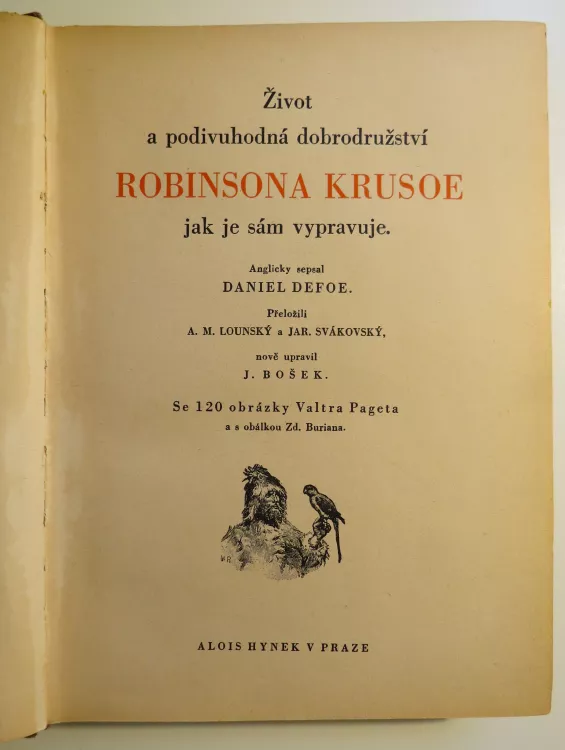 Život
a podivuhodná dobrodružství
ROBINSONA KRUSOE
jak je sám vypravuje.
Anglicky sepsal
DANIEL DEFOE.
Přeložili
A. M. LOUNSKÝ a JAR. SVÁKOVSKÝ,
nově upravil
J. BOŠEK.
Se 120 obrázky Valtra Pageta
a s obálkou Zd. Buriana.
ALOIS HYNEK V PRAZE